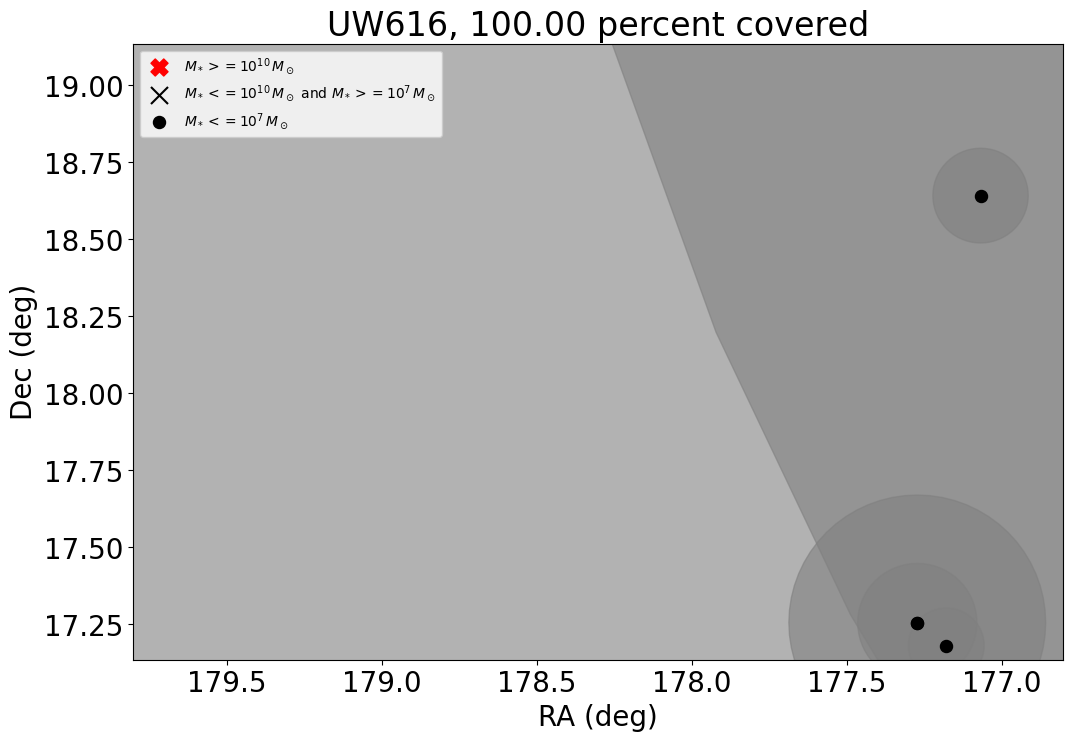 UW616, 100.00 percent covered
M* >= 10^10 M⊙
M* <= 10^10 M⊙ and M* >= 10^7 M⊙
M* <= 10^7 M⊙
19.00
18.75
18.50
18.25
18.00
17.75
17.50
17.25
Dec (deg)
179.5 179.0 178.5 178.0 177.5 177.0
RA (deg)